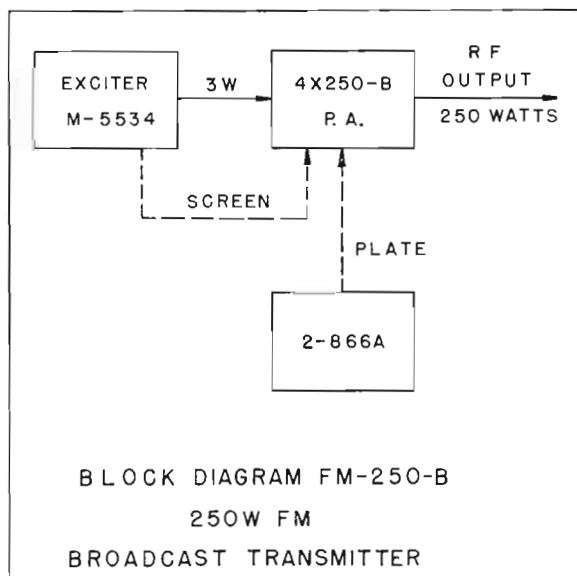 EXCITER
M-5534
3W
4X250-B
P.A.
RF
OUTPUT
250 WATTS
SCREEN
PLATE
2-866A
BLOCK DIAGRAM FM-250-B
250W FM
BROADCAST TRANSMITTER